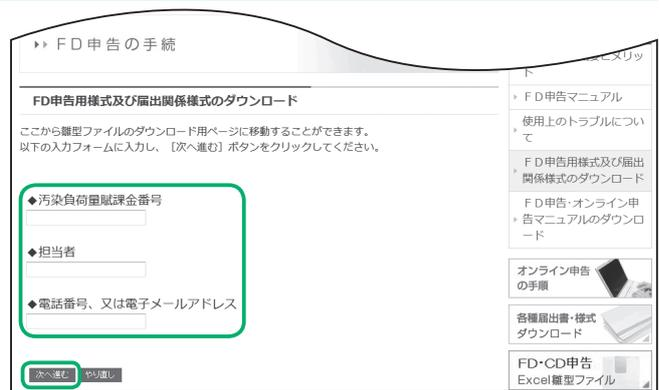 FD申告の手続
FD申告用様式及び届出関係様式のダウンロード
ここから雛型ファイルのダウンロード用ページに移動することができます。
以下の入力フォームに入力し、［次へ進む］ボタンをクリックしてください。
◆汚染負荷量賦課金番号
◆担当者
◆電話番号、又は電子メールアドレス
次へ進む やり直し
ト
FD申告マニュアル
使用上のトラブルについ
て
FD申告用様式及び届出
関係様式のダウンロード
FD申告･オンライン申
告マニュアルのダウンロ
ード
オンライン申告
の手順
各種届出書･様式
ダウンロード
FD･CD申告
Excel雛型ファイル